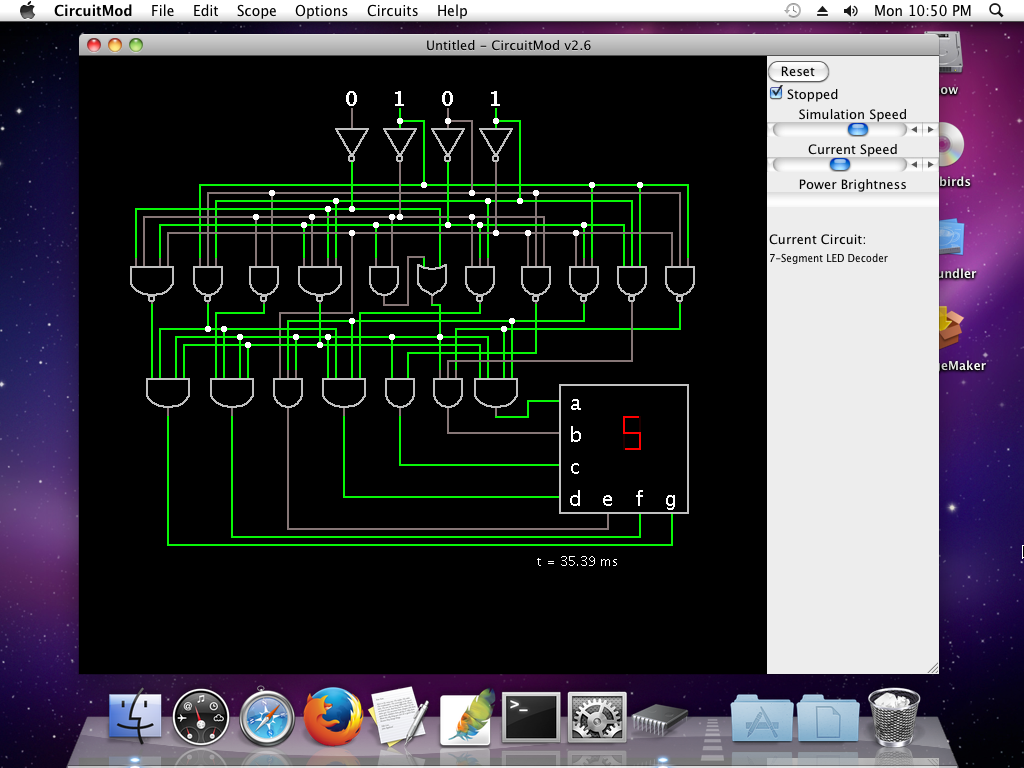 CircuitMod File Edit Scope Options Circuits Help Mon 10:50 PM
Untitled - CircuitMod v2.6
Reset
Stopped
Simulation Speed
Current Speed
Power Brightness
Current Circuit:
7-Segment LED Decoder
0 1 0 1
a
b
c
d e f g
5
t = 35.39 ms
ow
birds
undler
geMaker
>_